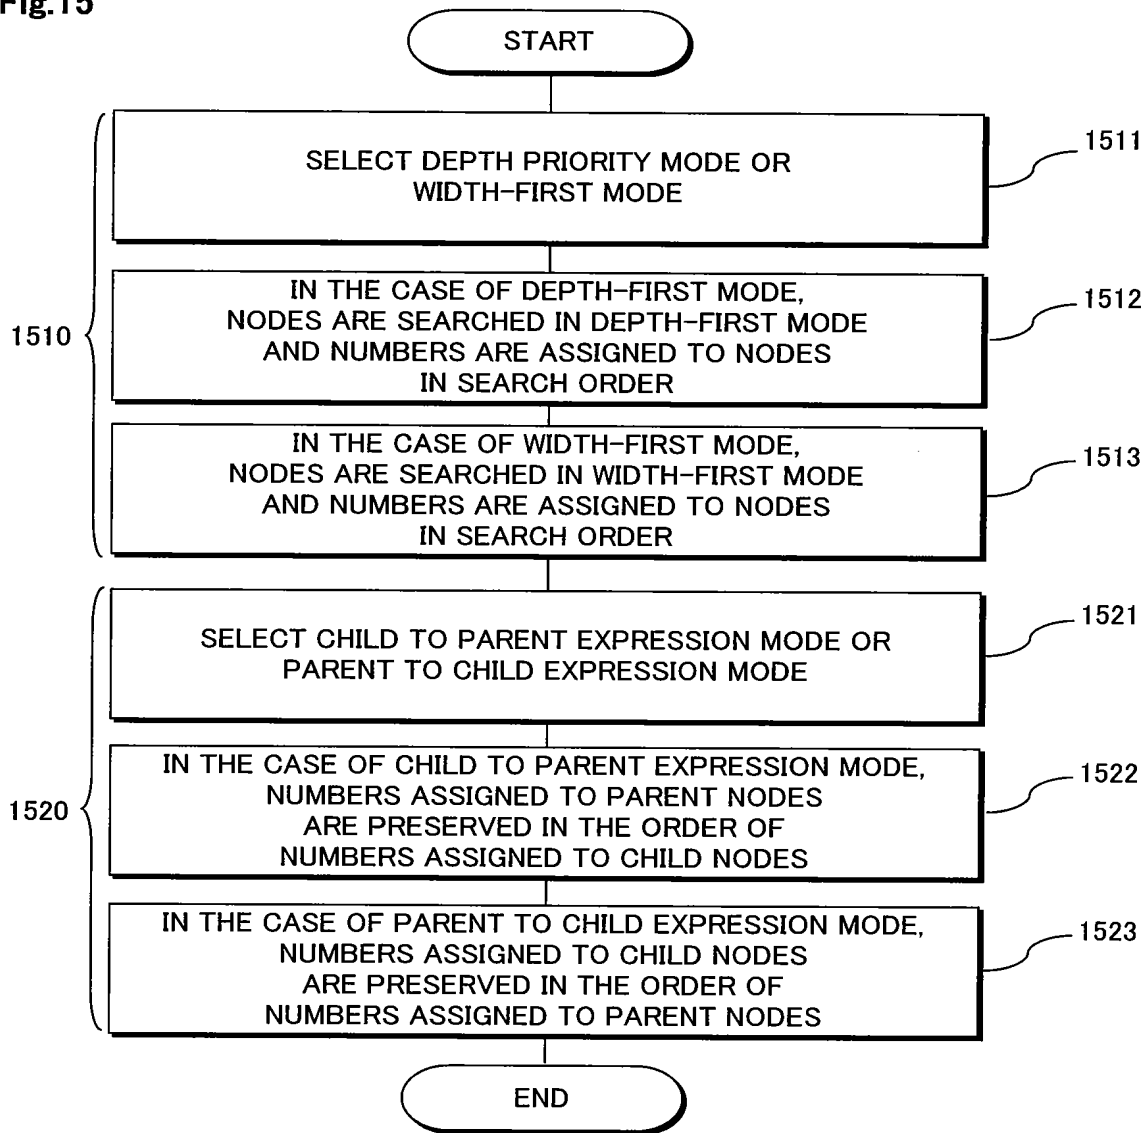 Fig.15
START
SELECT DEPTH PRIORITY MODE OR
WIDTH-FIRST MODE
1511
IN THE CASE OF DEPTH-FIRST MODE,
NODES ARE SEARCHED IN DEPTH-FIRST MODE
AND NUMBERS ARE ASSIGNED TO NODES
IN SEARCH ORDER
1512
1510
IN THE CASE OF WIDTH-FIRST MODE,
NODES ARE SEARCHED IN WIDTH-FIRST MODE
AND NUMBERS ARE ASSIGNED TO NODES
IN SEARCH ORDER
1513
SELECT CHILD TO PARENT EXPRESSION MODE OR
PARENT TO CHILD EXPRESSION MODE
1521
IN THE CASE OF CHILD TO PARENT EXPRESSION MODE,
NUMBERS ASSIGNED TO PARENT NODES
ARE PRESERVED IN THE ORDER OF
NUMBERS ASSIGNED TO CHILD NODES
1522
1520
IN THE CASE OF PARENT TO CHILD EXPRESSION MODE,
NUMBERS ASSIGNED TO CHILD NODES
ARE PRESERVED IN THE ORDER OF
NUMBERS ASSIGNED TO PARENT NODES
1523
END